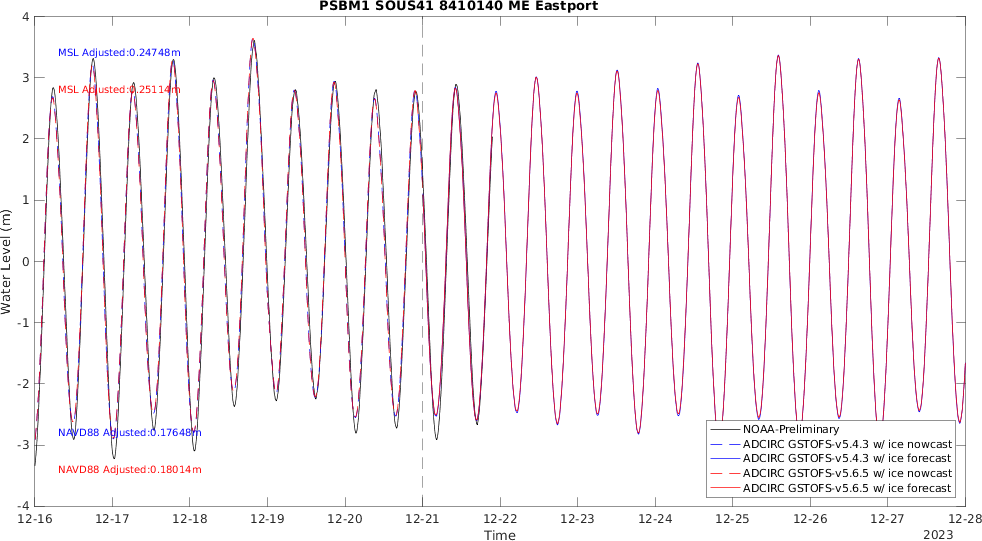 PSBM1 SOUS41 8410140 ME Eastport
4
3
2
1
0
-1
-2
-3
-4
Water Level (m)
MSL Adjusted:0.24748m
MSL Adjusted:0.25114m
NAVD88 Adjusted:0.17648m
NAVD88 Adjusted:0.18014m
NOAA-Preliminary
ADCIRC GSTOFS-v5.4.3 w/ ice nowcast
ADCIRC GSTOFS-v5.4.3 w/ ice forecast
ADCIRC GSTOFS-v5.6.5 w/ ice nowcast
ADCIRC GSTOFS-v5.6.5 w/ ice forecast
12-16 12-17 12-18 12-19 12-20 12-21 12-22 12-23 12-24 12-25 12-26 12-27 12-28
Time
2023